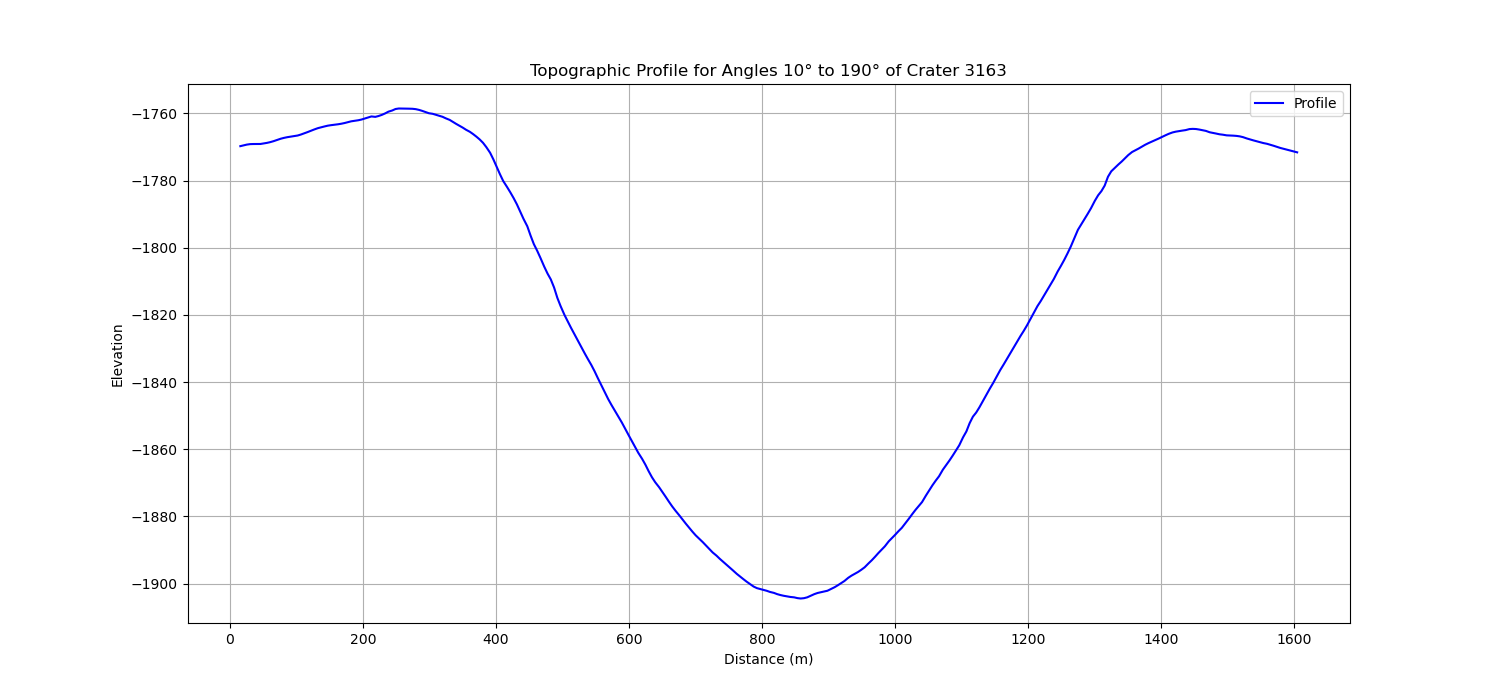 Topographic Profile for Angles 10° to 190° of Crater 3163
Profile
Elevation
−1760
−1780
−1800
−1820
−1840
−1860
−1880
−1900
0 200 400 600 800 1000 1200 1400 1600
Distance (m)